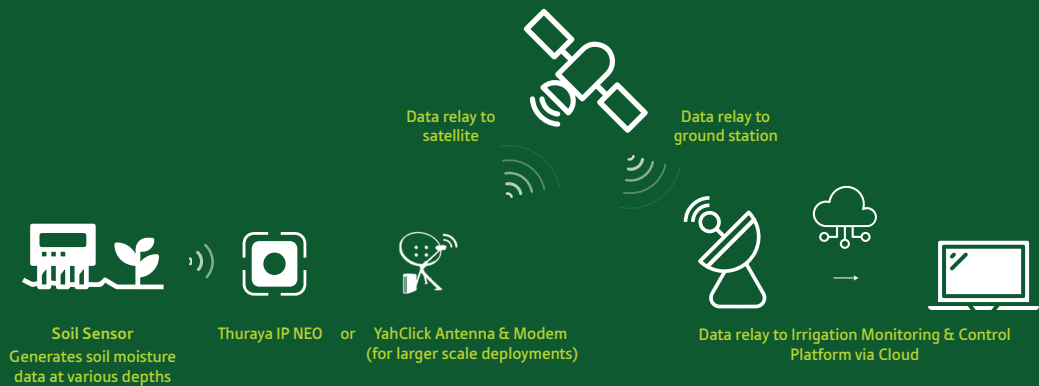 Data relay to
satellite
Data relay to
ground station
Soil Sensor
Generates soil moisture
data at various depths
Thuraya IP NEO
or
YahClick Antenna & Modem
(for larger scale deployments)
Data relay to Irrigation Monitoring & Control
Platform via Cloud